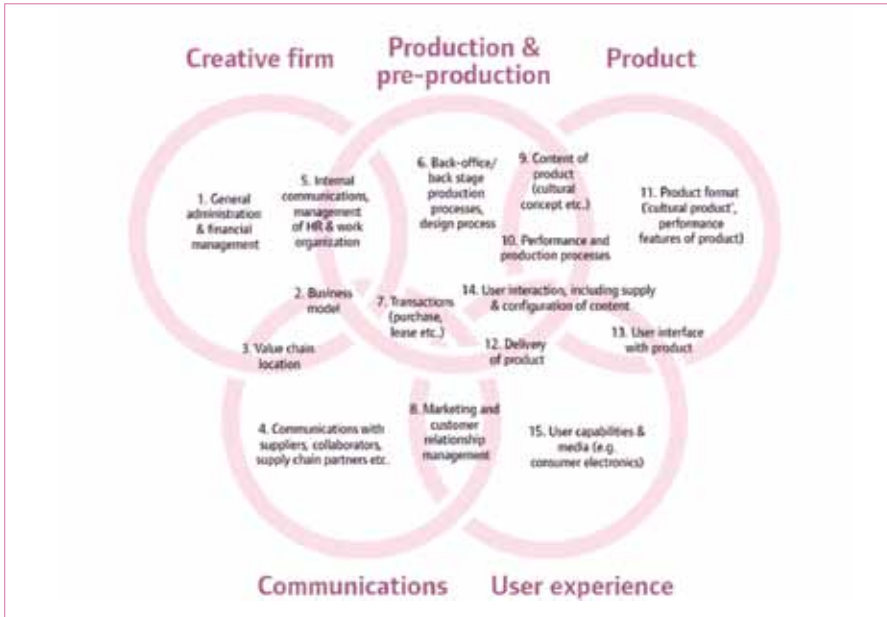 Creative firm
Production &
pre-production
Product
1. General
administration
& financial
management
5. Internal
communications,
management
of HR & work
organization
6. Back-office/
back stage
production
processes,
design process
9. Content of
product
(cultural
concept etc.)
10. Performance and
production processes
11. Product format
('cultural product',
performance
features of product)
2. Business
model
7. Transactions
(purchase,
lease etc.)
14. User interaction, including supply
& configuration of content
3. Value chain
location
12. Delivery
of product
13. User interface
with product
4. Communications with
suppliers, collaborators,
supply chain partners etc.
8. Marketing and
customer
relationship
management
15. User capabilities &
media (e.g.
consumer electronics)
Communications
User experience